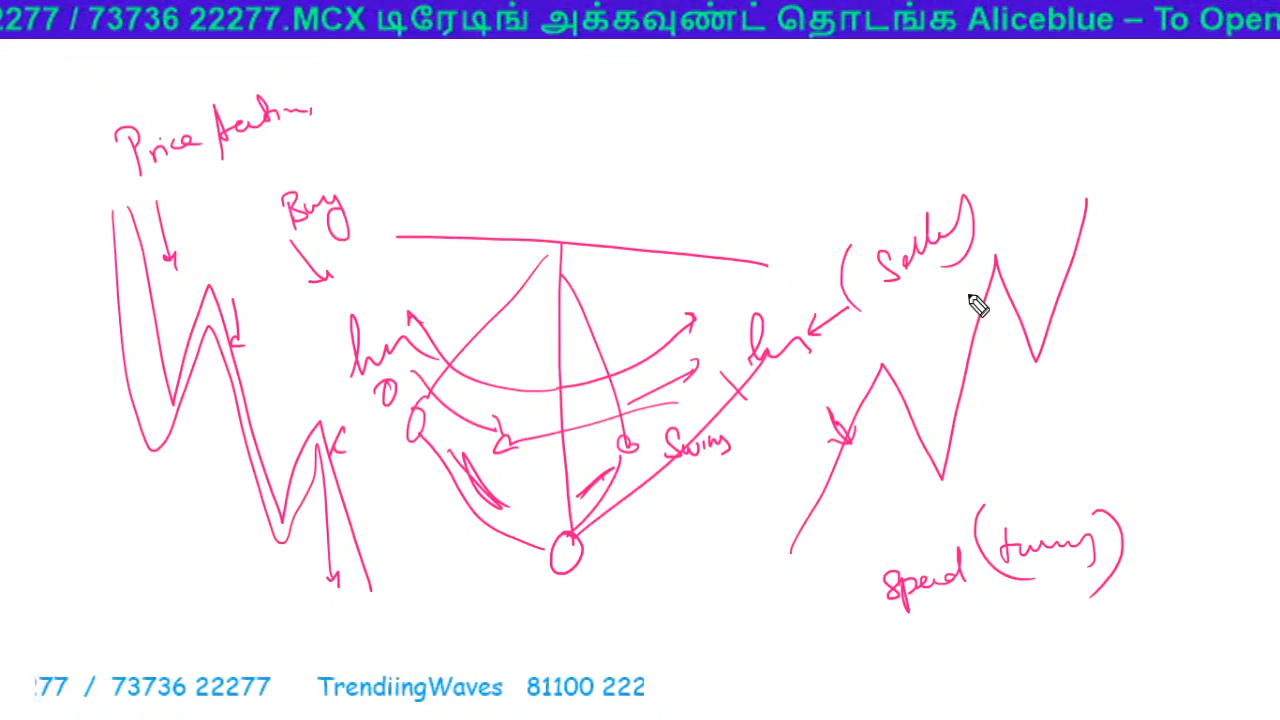 2277 / 73736 22277.MCX டிரேடிங் அக்கவுண்ட் தொடங்க Aliceblue – To Open
Price Action
Buy
(Seller)
Swing
speed
77 / 73736 22277 TrendiingWaves 81100 222